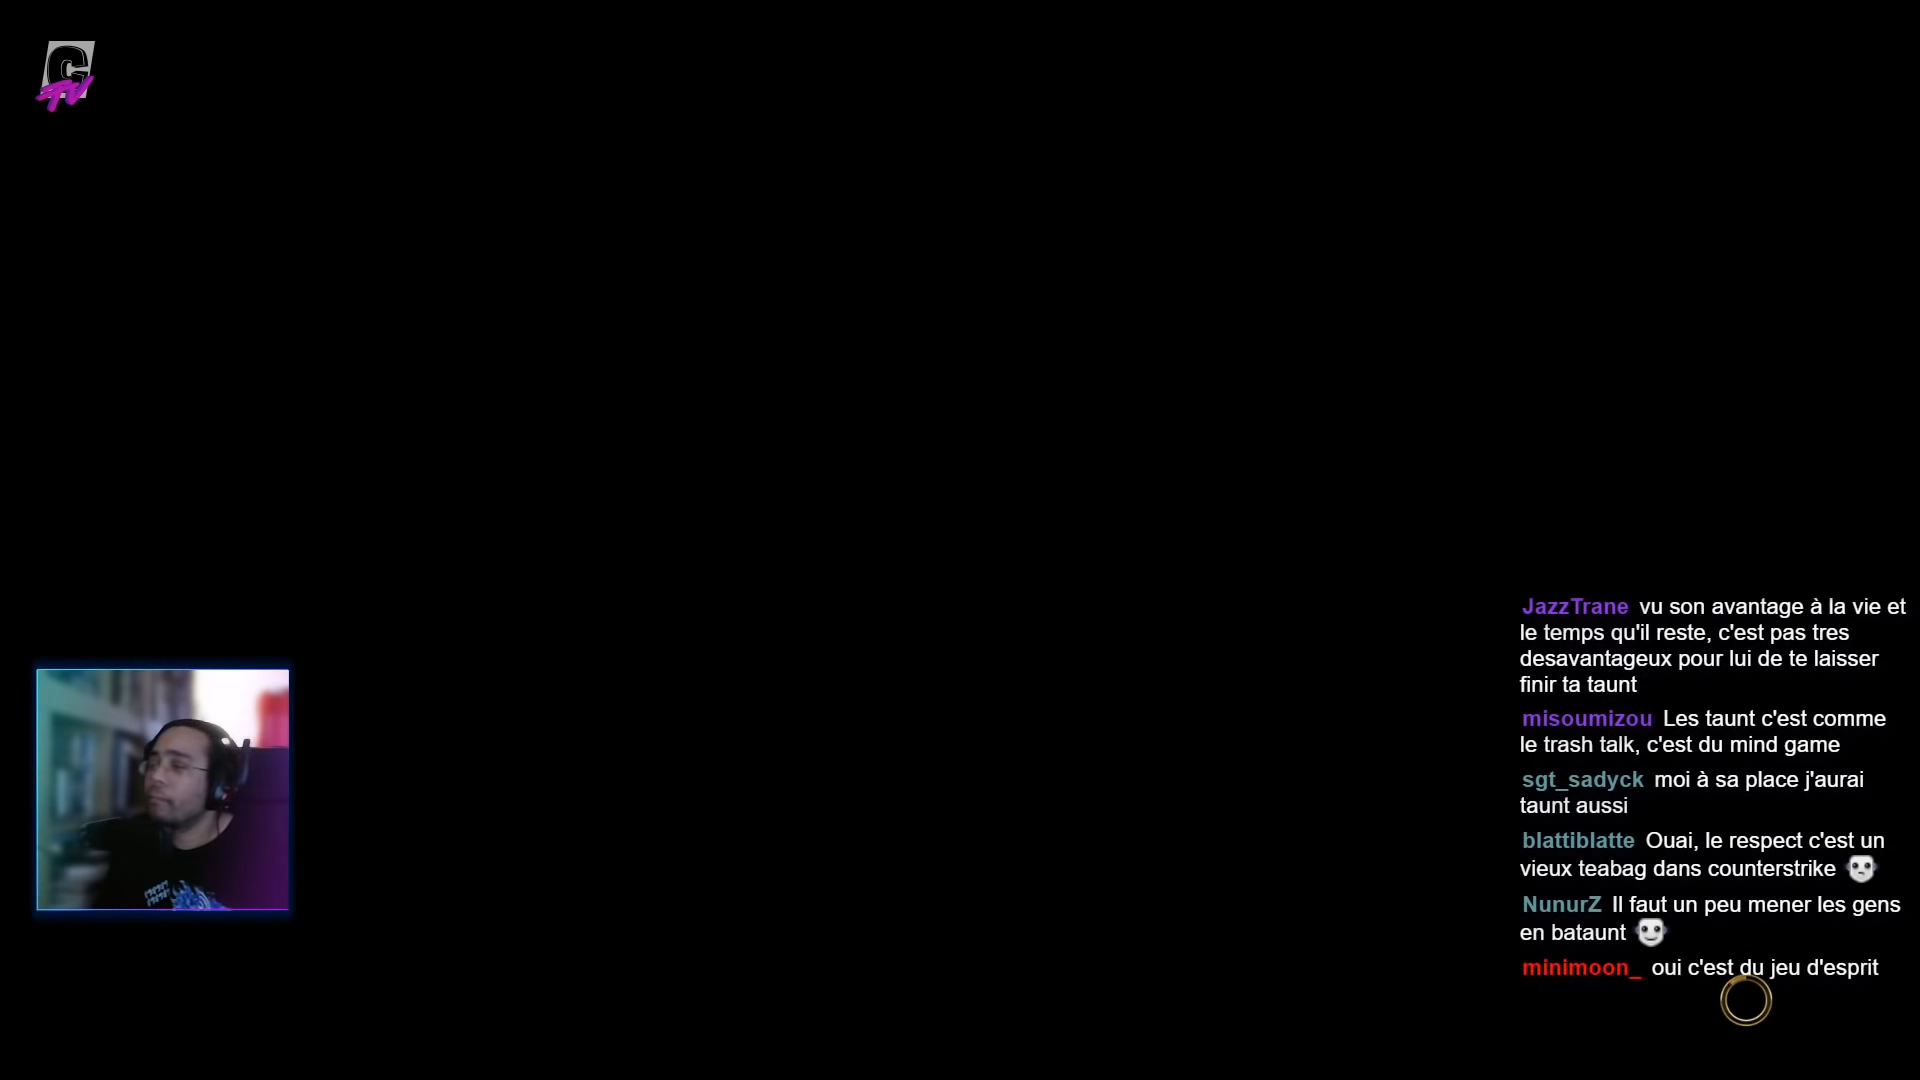 C
TV
JazzTrane vu son avantage à la vie et
le temps qu'il reste, c'est pas tres
desavantageux pour lui de te laisser
finir ta taunt
misoumizou Les taunt c'est comme
le trash talk, c'est du mind game
sgt_sadyck moi à sa place j'aurai
taunt aussi
blattiblatte Ouai, le respect c'est un
vieux teabag dans counterstrike
NunurZ Il faut un peu mener les gens
en bataunt
minimoon_ oui c'est du jeu d'esprit